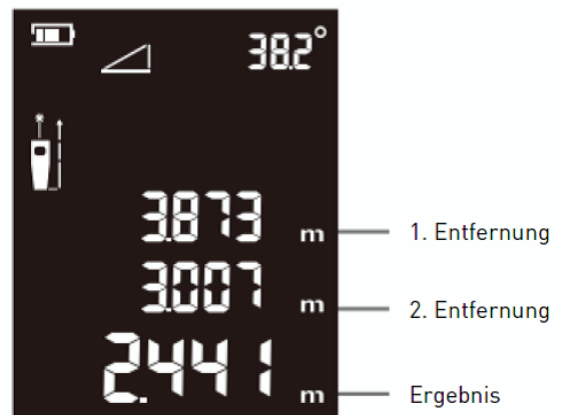 38.2°
3.873 m 1. Entfernung
3.007 m 2. Entfernung
2.441 m Ergebnis